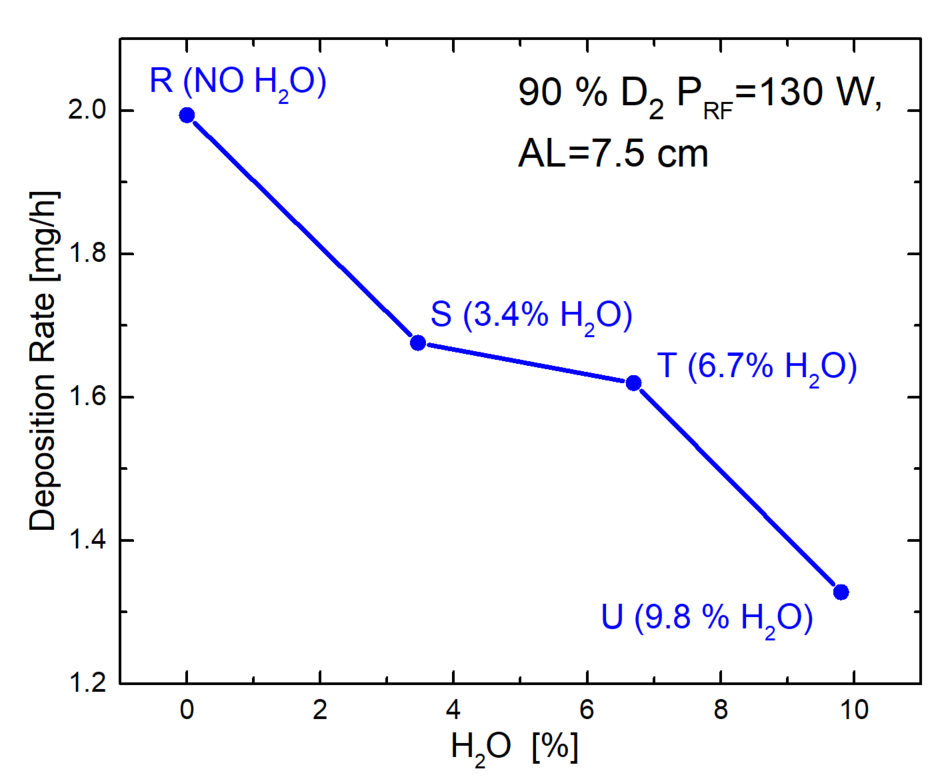 R (NO H₂O)
90 % D₂ P_RF=130 W,
AL=7.5 cm
S (3.4% H₂O)
T (6.7% H₂O)
U (9.8 % H₂O)
Deposition Rate [mg/h]
2.0
1.8
1.6
1.4
1.2
0 2 4 6 8 10
H₂O [%]